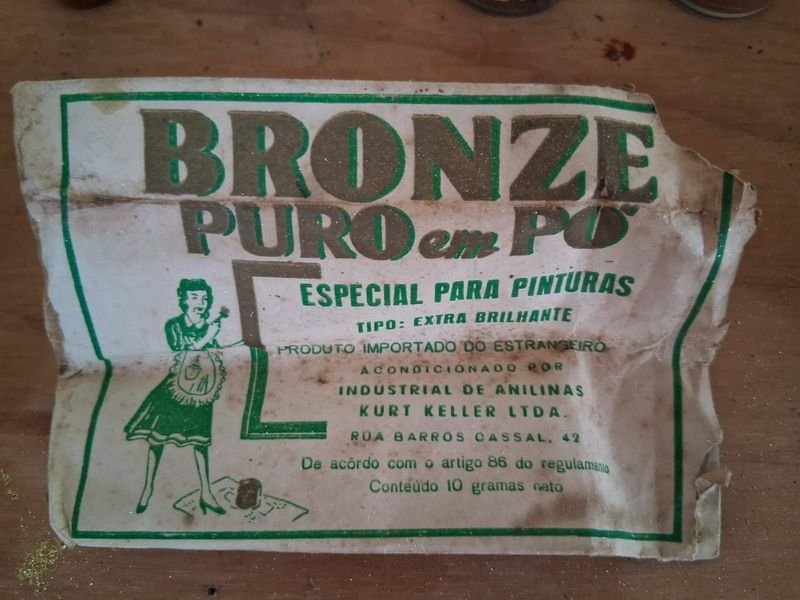 BRONZE
PURO em PÓ
ESPECIAL PARA PINTURAS
TIPO: EXTRA BRILHANTE
PRODUTO IMPORTADO DO ESTRANGEIRO
ACONDICIONADO POR
INDUSTRIAL DE ANILINAS
KURT KELLER LTDA.
RUA BARROS CASSAL, 42
De acôrdo com o artigo 86 do regulamento
Conteúdo 10 gramas neto